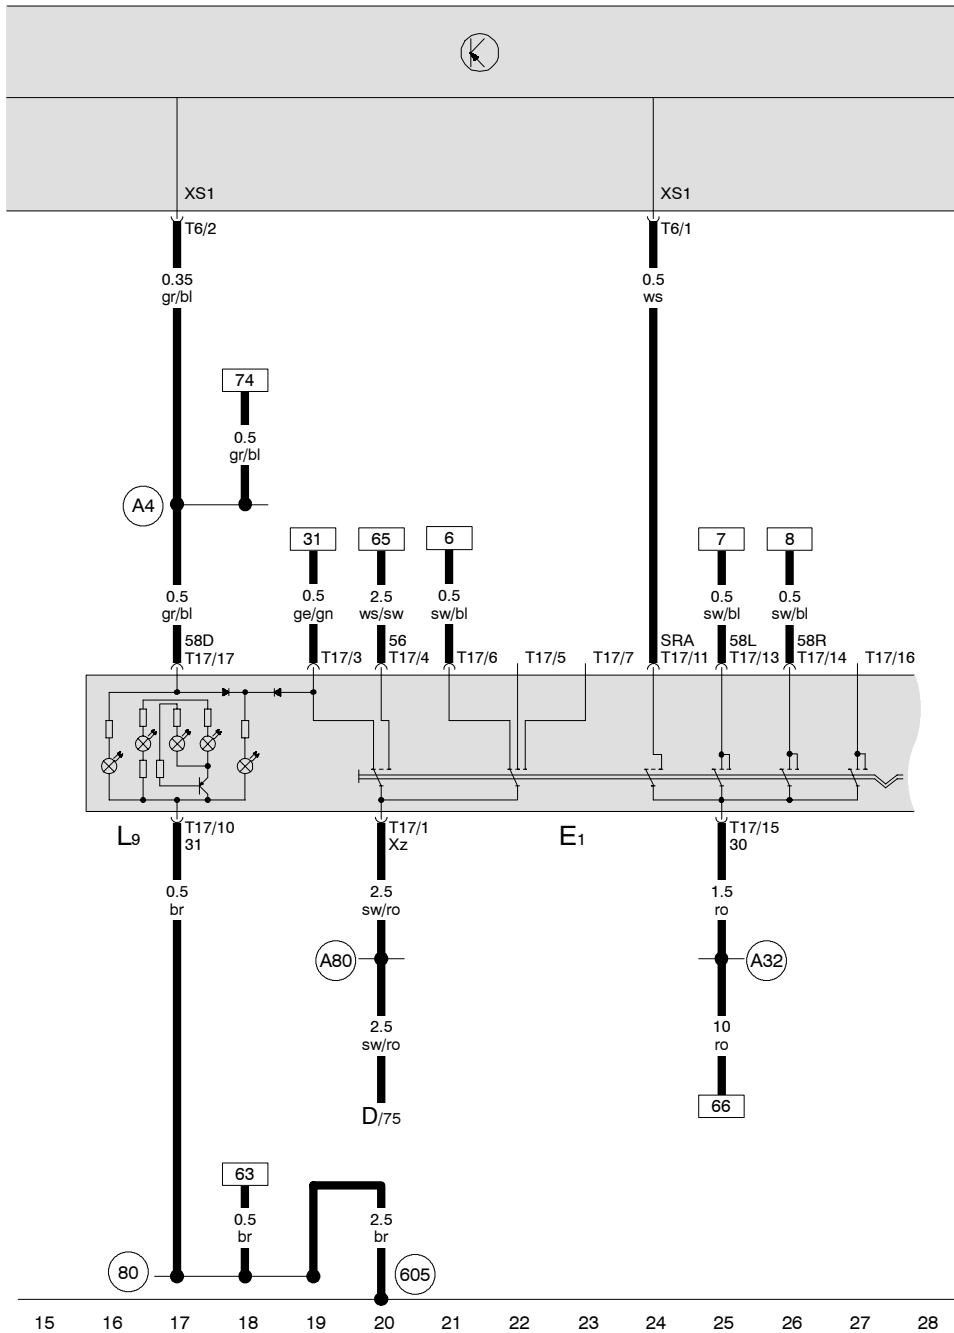 XS1 XS1
T6/2 T6/1
0.35 0.5
gr/bl ws
74
0.5
gr/bl
A4
31 65 6 7 8
0.5 0.5 2.5 0.5 0.5 0.5
gr/bl ge/gn ws/sw sw/bl sw/bl sw/bl
58D 56 SRA 58L 58R
T17/17 T17/3 T17/4 T17/6 T17/5 T17/7 T17/11 T17/13 T17/14 T17/16
T17/10 T17/1 T17/15
L9 31 Xz E1 30
0.5 2.5 1.5
br sw/ro ro
A80 A32
2.5 10
sw/ro ro
D/75 66
63
0.5 2.5
br br
80 605
15 16 17 18 19 20 21 22 23 24 25 26 27 28